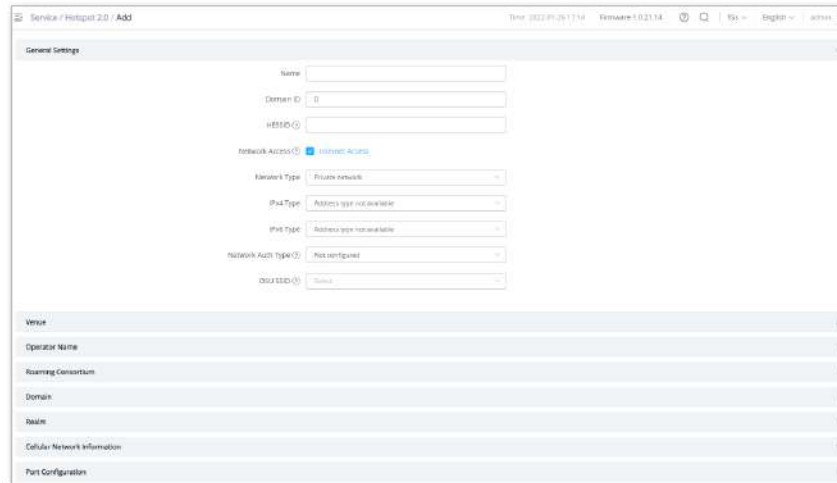 Service / Hotspot 2.0 / Add
Firmware 1.0.21.14
15s
English
admin
General Settings
Name
Domain ID 0
HESSID
Network Access Internet Access
Network Type Private network
IPv4 Type Address type not available
IPv6 Type Address type not available
Network Auth Type Not configured
OSU SSID None
Venue
Operator Name
Roaming Consortium
Domain
Realm
Cellular Network Information
Port Configuration